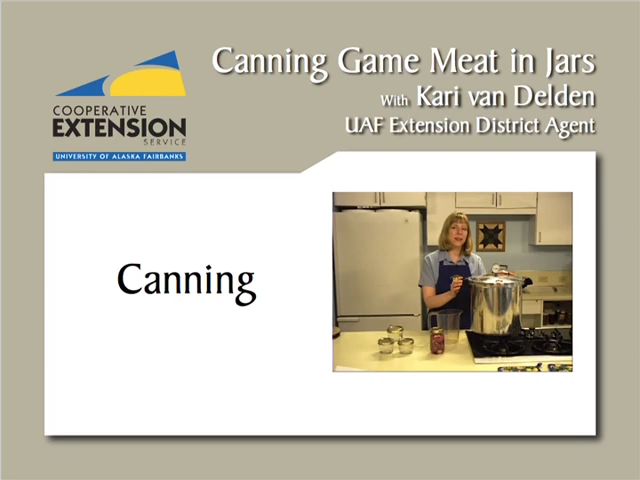 Canning Game Meat in Jars
With Kari van Delden
UAF Extension District Agent
COOPERATIVE
EXTENSION
SERVICE
UNIVERSITY OF ALASKA FAIRBANKS
Canning